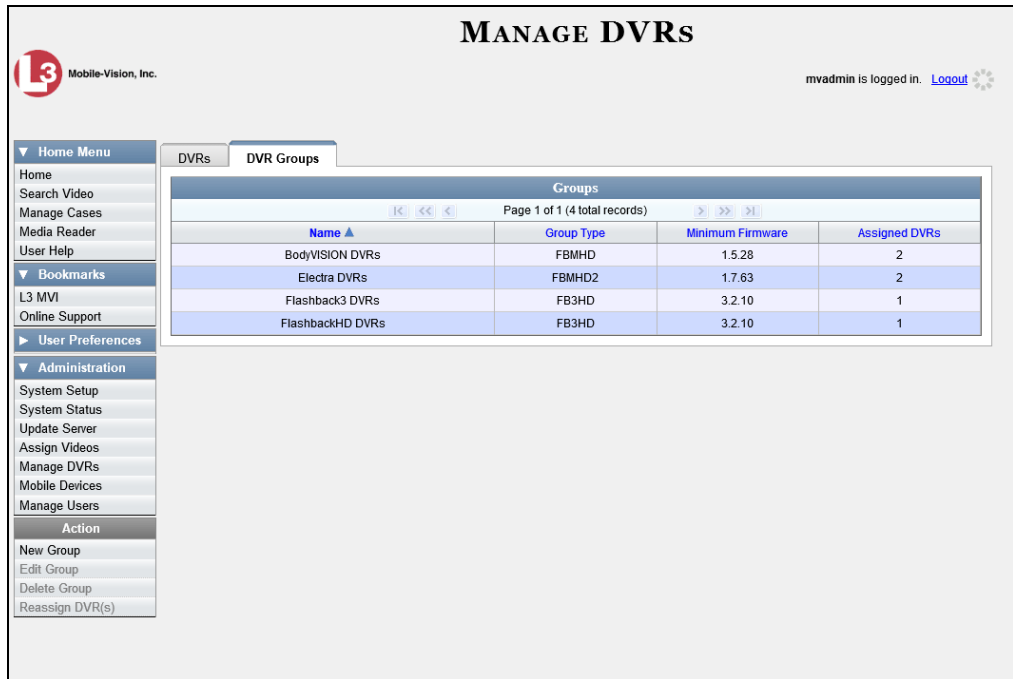 MANAGE DVRS
L3 Mobile-Vision, Inc.
mvadmin is logged in. Logout
Home Menu
Home
Search Video
Manage Cases
Media Reader
User Help
Bookmarks
L3 MVI
Online Support
User Preferences
Administration
System Setup
System Status
Update Server
Assign Videos
Manage DVRs
Mobile Devices
Manage Users
Action
New Group
Edit Group
Delete Group
Reassign DVR(s)
DVRs DVR Groups
Groups
Page 1 of 1 (4 total records)
Name Group Type Minimum Firmware Assigned DVRs
BodyVISION DVRs FBMHD 1.5.28 2
Electra DVRs FBMHD2 1.7.63 2
Flashback3 DVRs FB3HD 3.2.10 1
FlashbackHD DVRs FB3HD 3.2.10 1